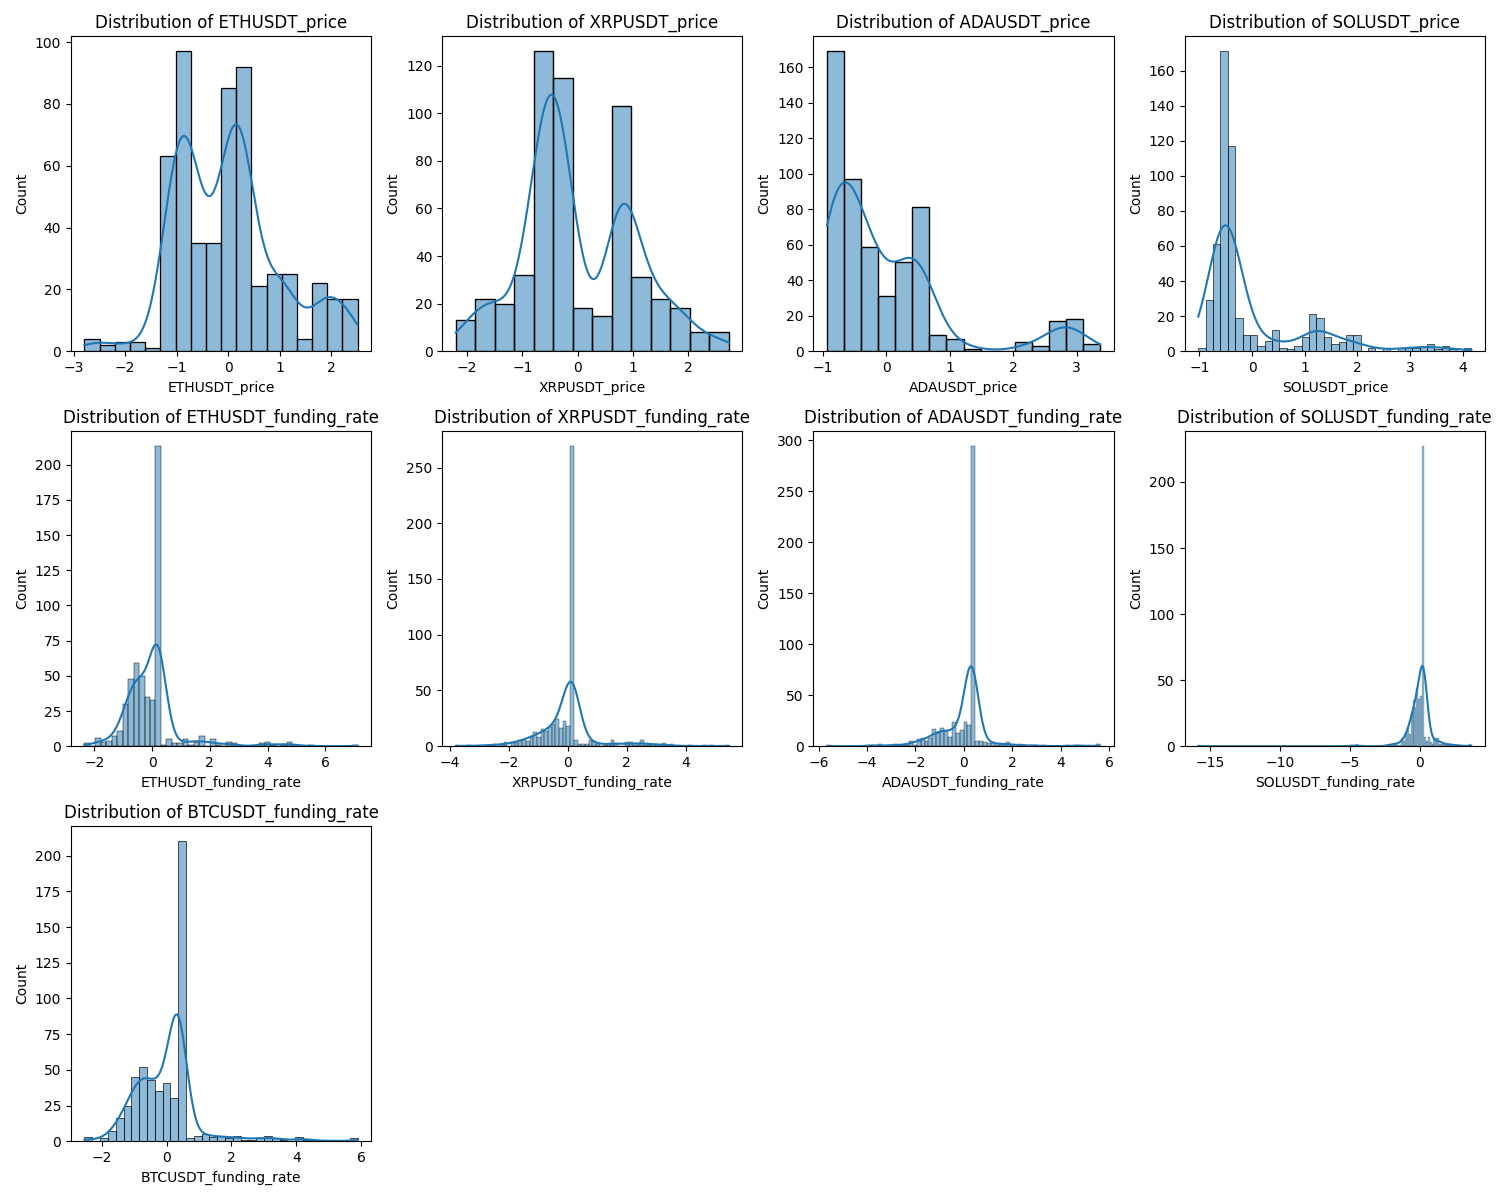 Distribution of ETHUSDT_price
Count
100
80
60
40
20
0
−3 −2 −1 0 1 2
ETHUSDT_price
Distribution of XRPUSDT_price
Count
120
100
80
60
40
20
0
−2 −1 0 1 2
XRPUSDT_price
Distribution of ADAUSDT_price
Count
160
140
120
100
80
60
40
20
0
−1 0 1 2 3
ADAUSDT_price
Distribution of SOLUSDT_price
Count
160
140
120
100
80
60
40
20
0
−1 0 1 2 3 4
SOLUSDT_price
Distribution of ETHUSDT_funding_rate
Count
200
175
150
125
100
75
50
25
0
−2 0 2 4 6
ETHUSDT_funding_rate
Distribution of XRPUSDT_funding_rate
Count
250
200
150
100
50
0
−4 −2 0 2 4
XRPUSDT_funding_rate
Distribution of ADAUSDT_funding_rate
Count
300
250
200
150
100
50
0
−6 −4 −2 0 2 4 6
ADAUSDT_funding_rate
Distribution of SOLUSDT_funding_rate
Count
200
150
100
50
0
−15 −10 −5 0
SOLUSDT_funding_rate
Distribution of BTCUSDT_funding_rate
Count
200
175
150
125
100
75
50
25
0
−2 0 2 4 6
BTCUSDT_funding_rate